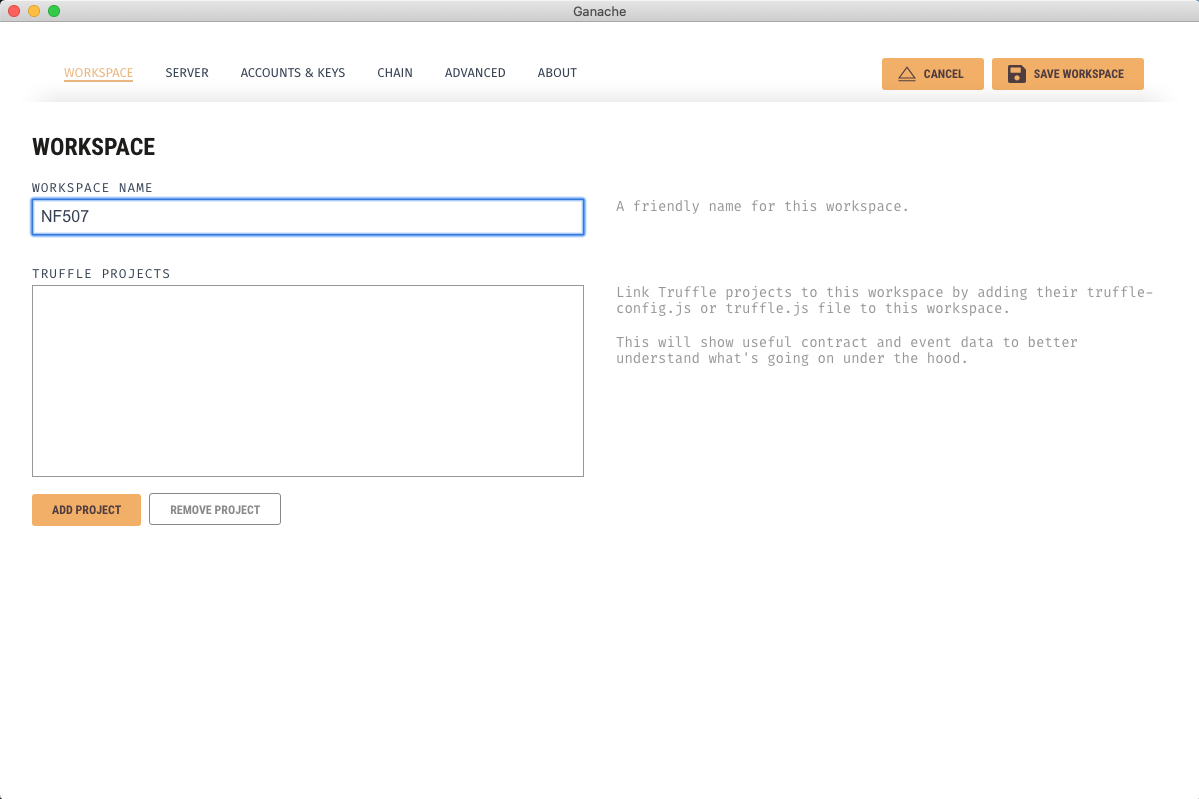 Ganache
WORKSPACE SERVER ACCOUNTS & KEYS CHAIN ADVANCED ABOUT CANCEL SAVE WORKSPACE
WORKSPACE
WORKSPACE NAME
NF507
A friendly name for this workspace.
TRUFFLE PROJECTS
Link Truffle projects to this workspace by adding their truffle-
config.js or truffle.js file to this workspace.
This will show useful contract and event data to better
understand what's going on under the hood.
ADD PROJECT REMOVE PROJECT